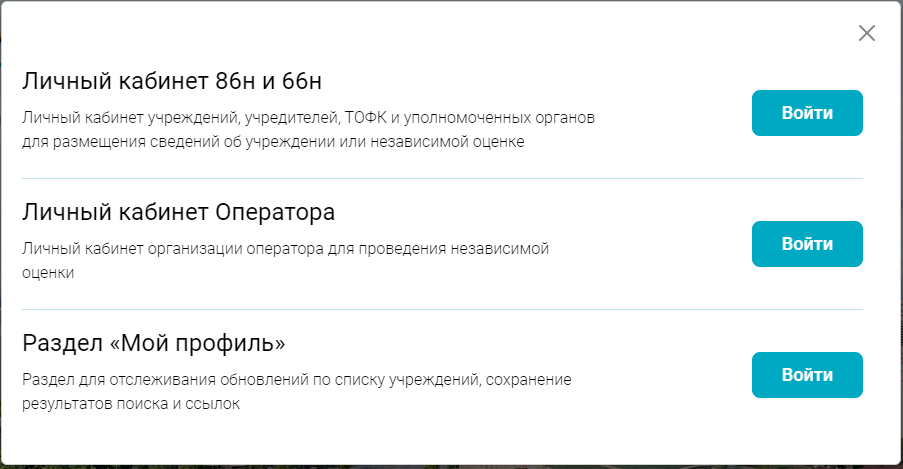 Личный кабинет 86н и 66н
Личный кабинет учреждений, учредителей, ТОФК и уполномоченных органов
для размещения сведений об учреждении или независимой оценке
Войти
Личный кабинет Оператора
Личный кабинет организации оператора для проведения независимой
оценки
Войти
Раздел «Мой профиль»
Раздел для отслеживания обновлений по списку учреждений, сохранение
результатов поиска и ссылок
Войти